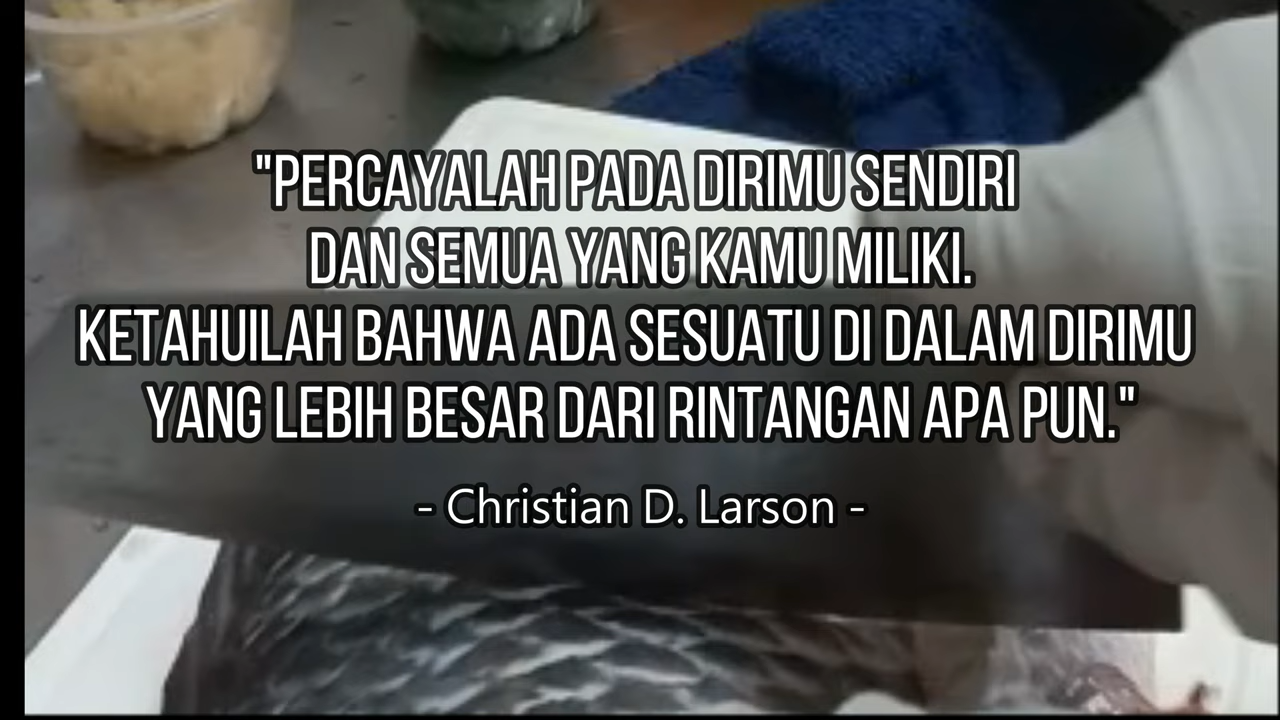 "PERCAYALAH PADA DIRIMU SENDIRI
DAN SEMUA YANG KAMU MILIKI.
KETAHUILAH BAHWA ADA SESUATU DI DALAM DIRIMU
YANG LEBIH BESAR DARI RINTANGAN APA PUN."
- Christian D. Larson -